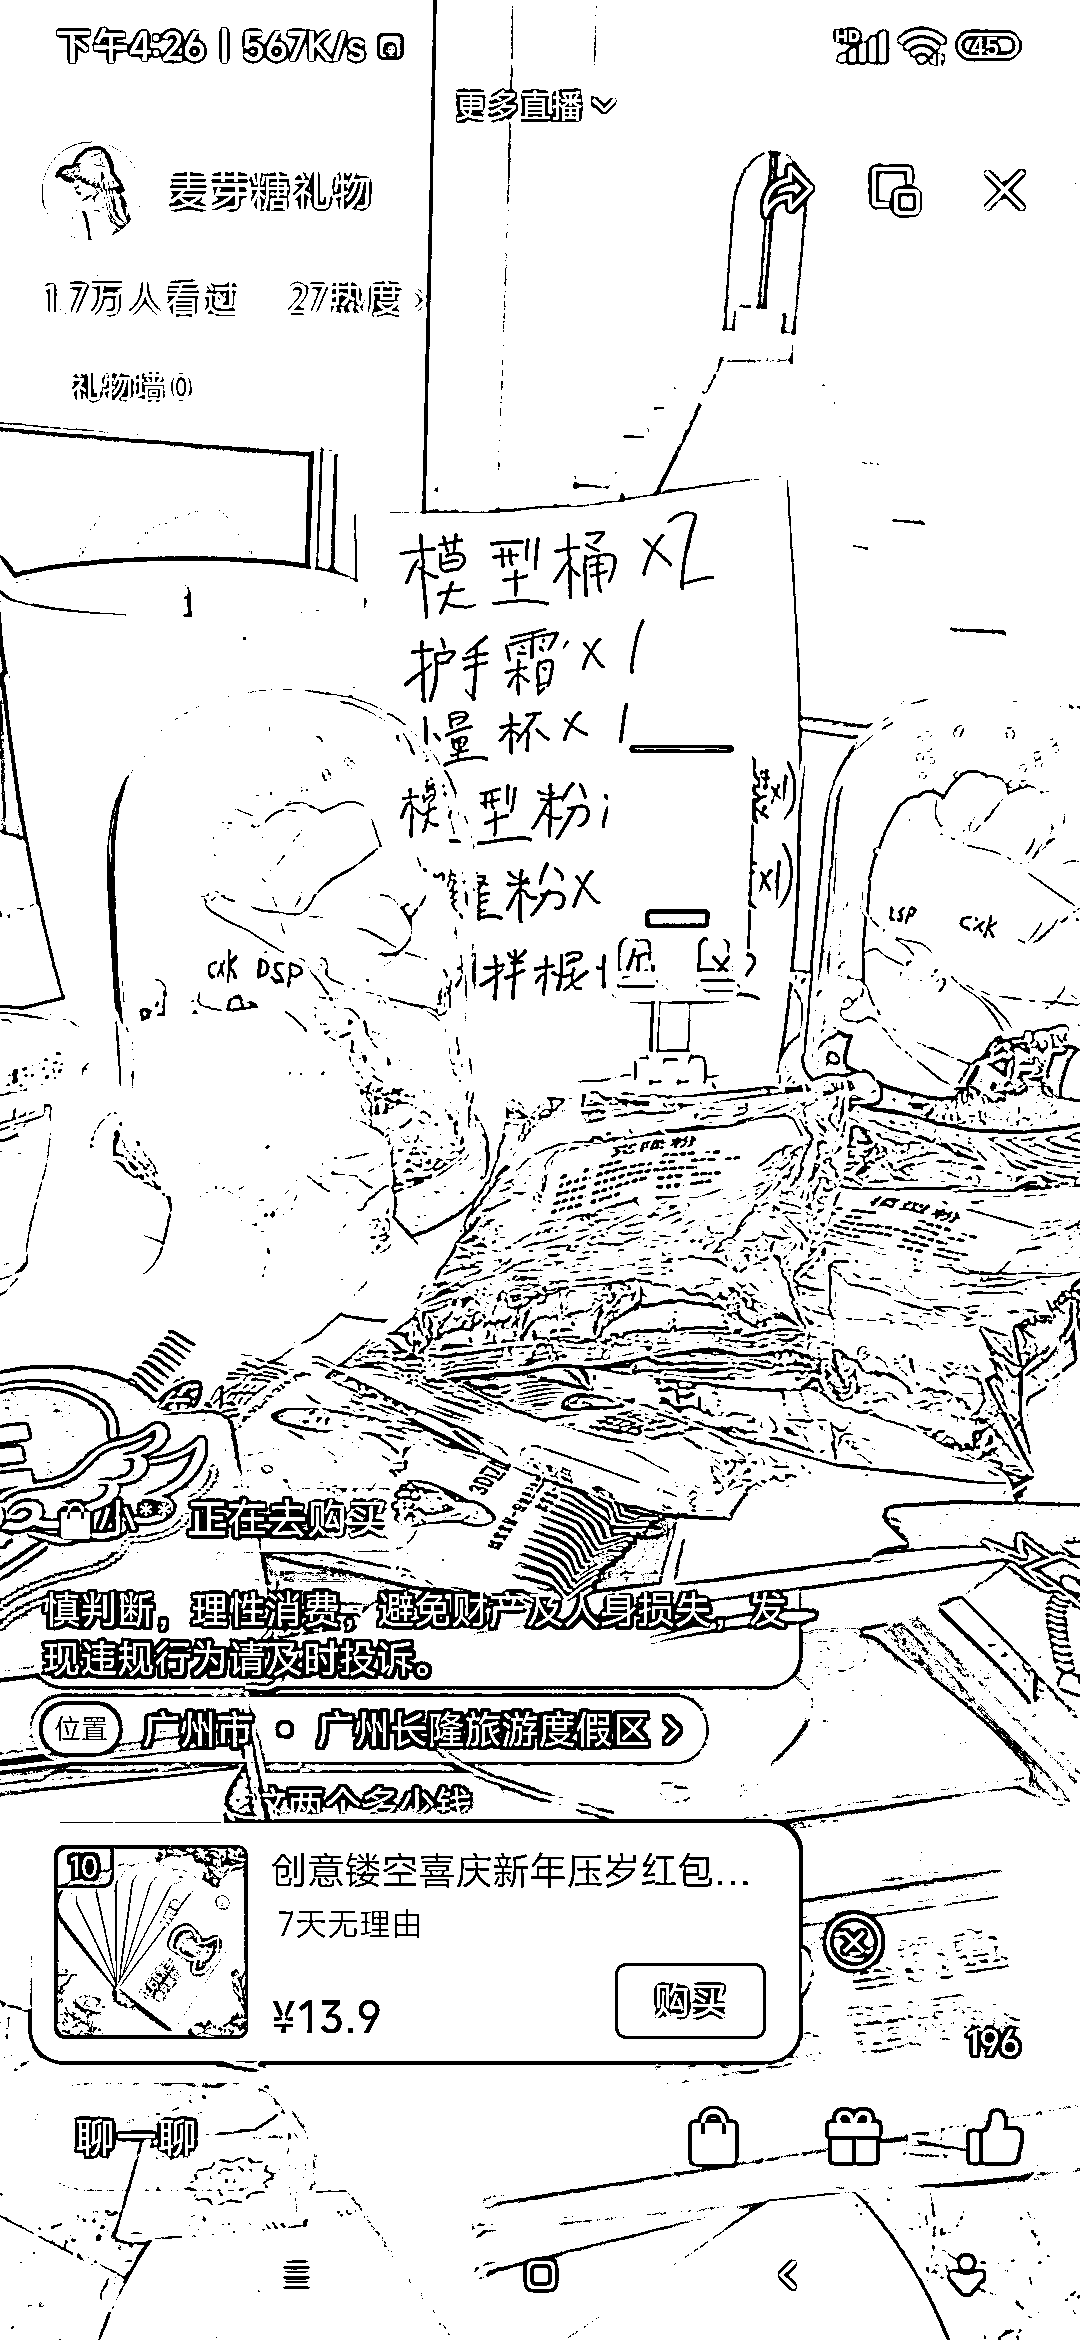 下午4:26 | 567K/s
HD 45
更多直播
麦芽糖礼物
1.7万人看过 27热度
礼物墙0
模型桶 x2
护手霜 x1
量杯 x1
模型粉
粉x
拌棍
x1)
x1)
CXK DSP
LSP CXK
小** 正在去购买
慎判断，理性消费，避免财产及人身损失，发
现违规行为请及时投诉。
位置 广州市 · 广州长隆旅游度假区
这两个多少钱
10
创意镂空喜庆新年压岁红包...
7天无理由
¥13.9
购买
196
聊一聊